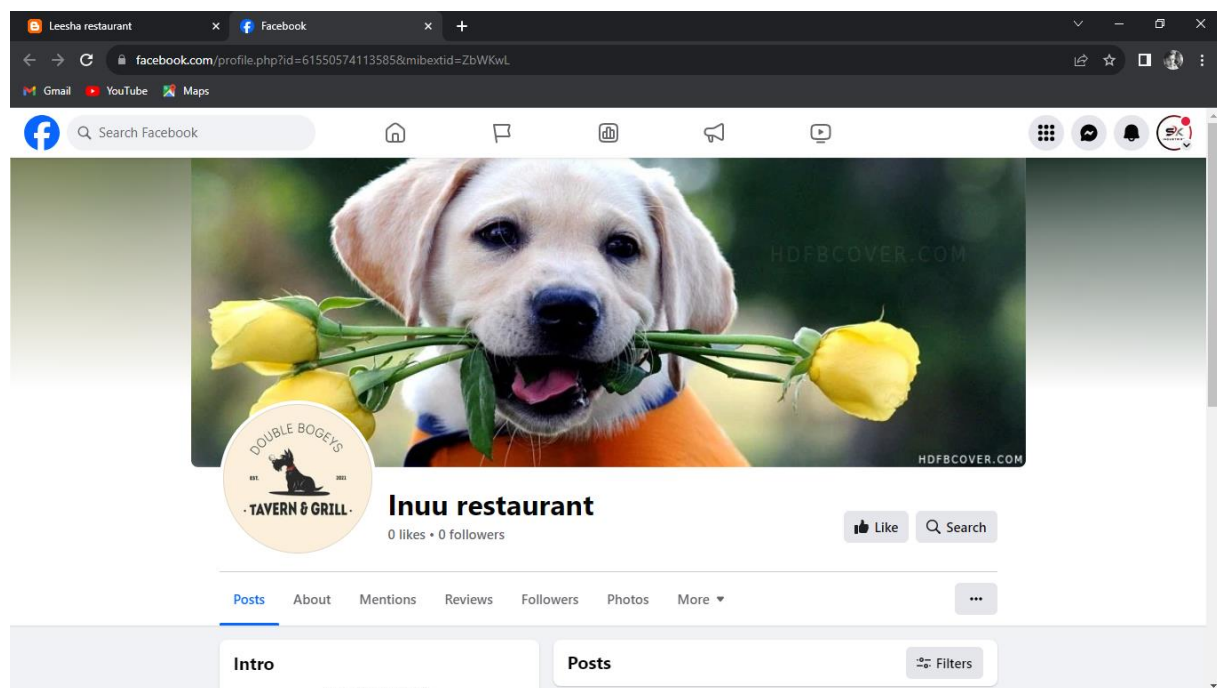 Leesha restaurant
Facebook
facebook.com/profile.php?id=61550574113585&mibextid=ZbWKwL
Gmail
YouTube
Maps
Search Facebook
SK
HDFBCOVER.COM
HDFBCOVER.COM
DOUBLE BOGEYS
EST. 2021
· TAVERN & GRILL ·
Inuu restaurant
0 likes • 0 followers
Like
Search
Posts
About
Mentions
Reviews
Followers
Photos
More
Intro
Posts
Filters